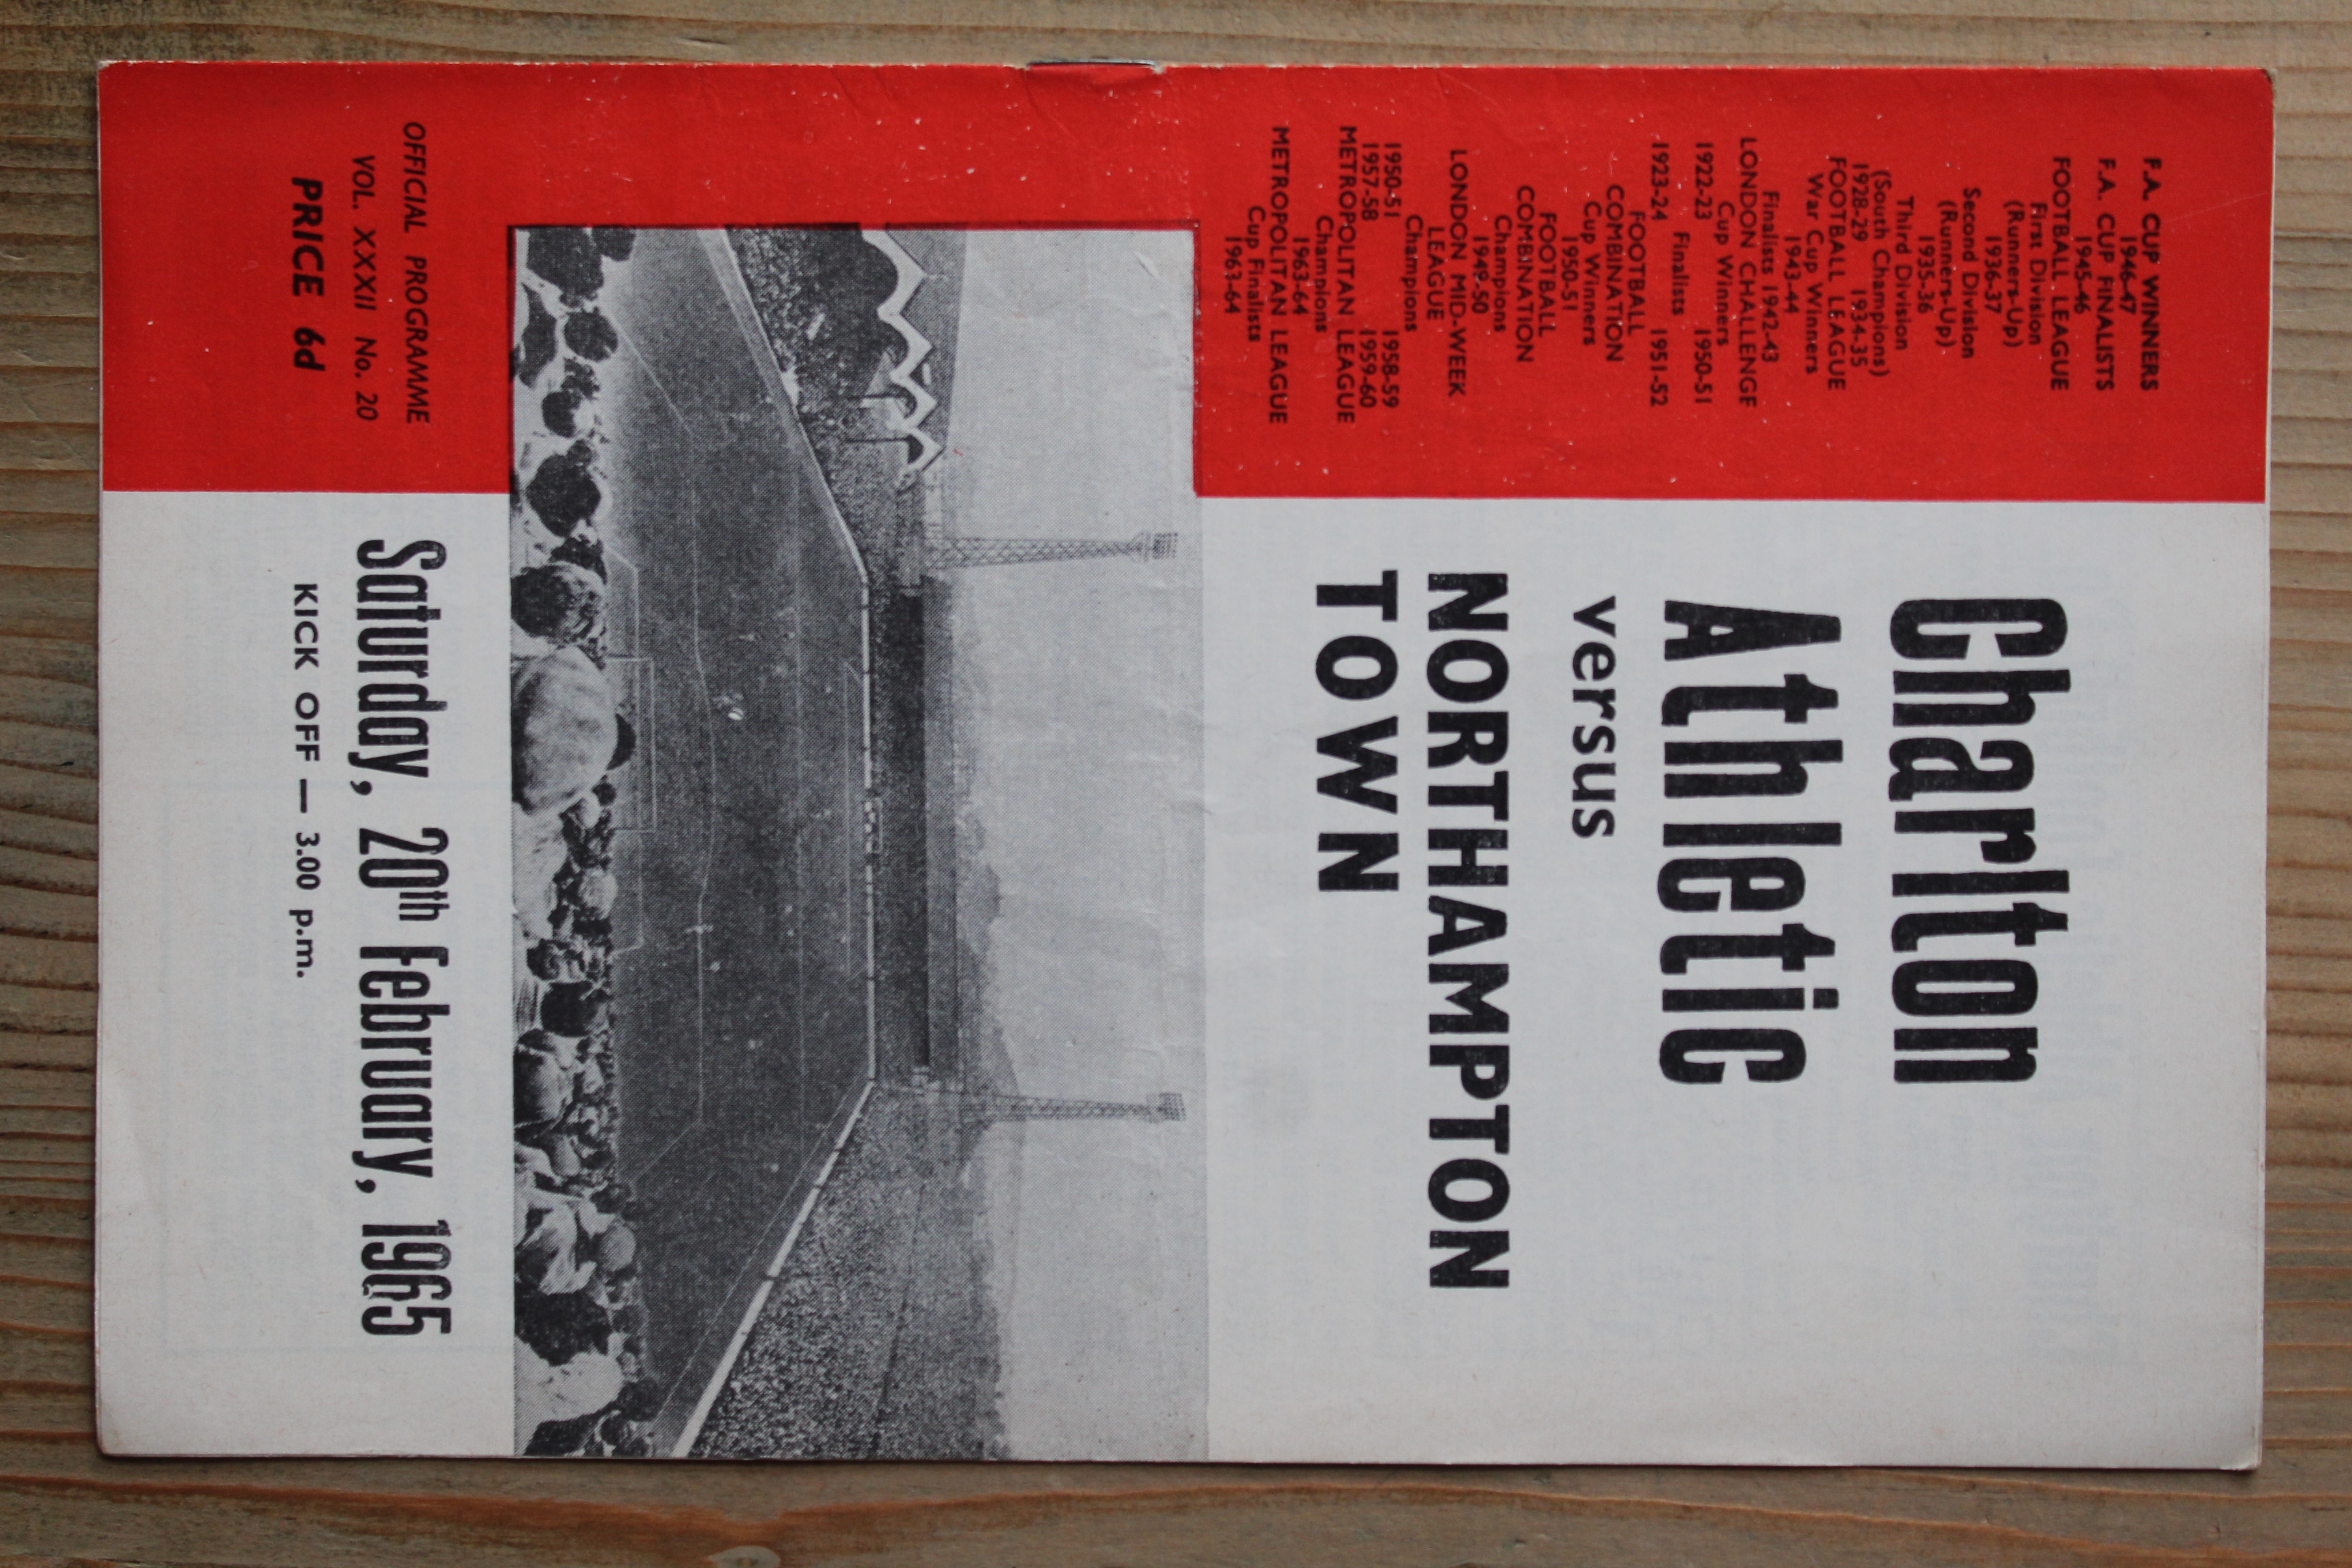 F.A. CUP WINNERS
1946-47
F.A. CUP FINALISTS
1945-46
FOOTBALL LEAGUE
First Division
(Runners-Up)
1936-37
Second Division
(Runners-Up)
1935-36
Third Division
(South Champions)
1928-29 1934-35
FOOTBALL LEAGUE
War Cup Winners
1943-44
Finalists 1942-43
LONDON CHALLENGE
Cup Winners
1922-23 1950-51
Finalists
1923-24 1951-52
FOOTBALL
COMBINATION
Cup Winners
1950-51
FOOTBALL
COMBINATION
Champions
1949-50
LONDON MID-WEEK
LEAGUE
Champions
1950-51 1958-59
1957-58 1959-60
METROPOLITAN LEAGUE
Champions
1963-64
METROPOLITAN LEAGUE
Cup Finalists
1963-64
Charlton
Athletic
versus
NORTHAMPTON
TOWN
OFFICIAL PROGRAMME
VOL. XXXII No. 20
PRICE 6d
Saturday, 20th February, 1965
KICK OFF — 3.00 p.m.